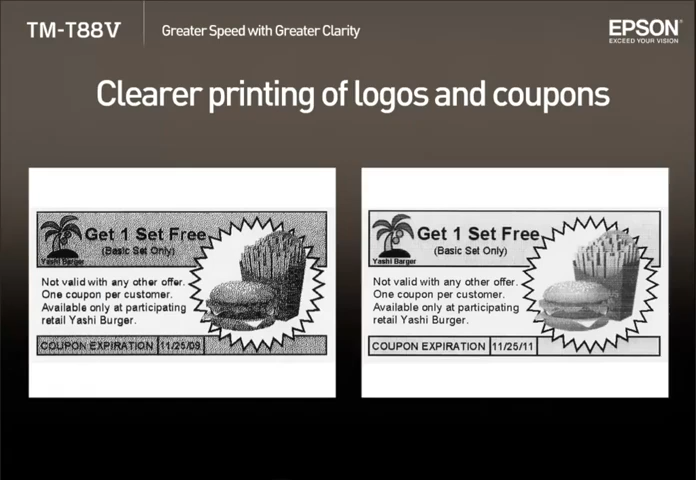 TM-T88V
Greater Speed with Greater Clarity
EPSON
EXCEED YOUR VISION
Clearer printing of logos and coupons
Get 1 Set Free
(Basic Set Only)
Yashi Burger
Not valid with any other offer.
One coupon per customer.
Available only at participating
retail Yashi Burger.
COUPON EXPIRATION 11/25/09
Get 1 Set Free
(Basic Set Only)
Yashi Burger
Not valid with any other offer.
One coupon per customer.
Available only at participating
retail Yashi Burger.
COUPON EXPIRATION 11/25/11